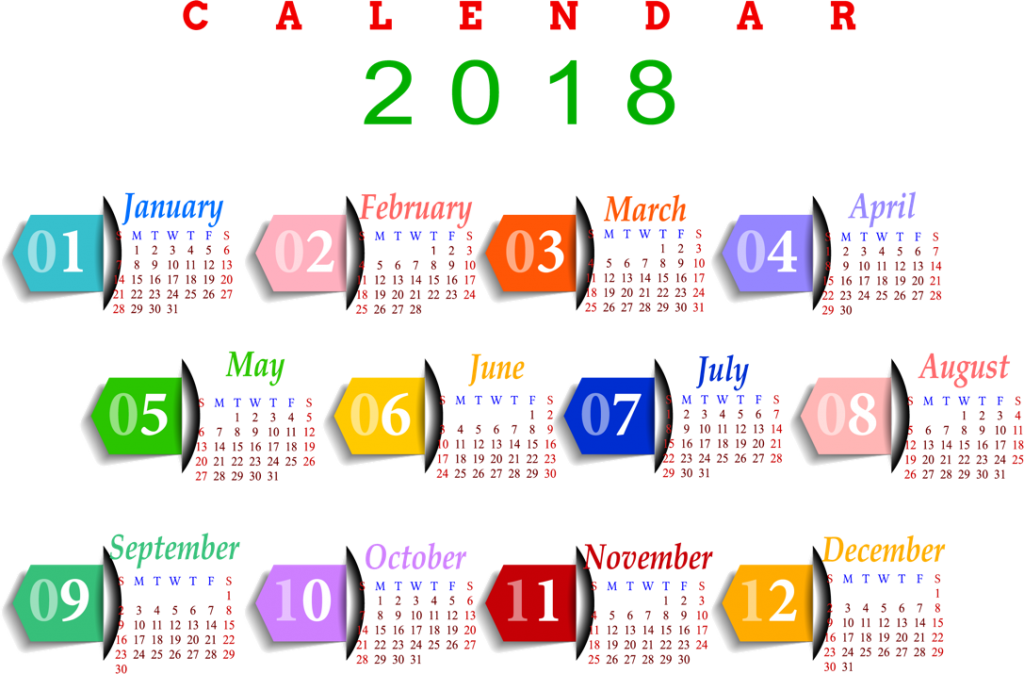 CALENDAR
2018
01
January
S M T W T F S
1 2 3 4 5 6
7 8 9 10 11 12 13
14 15 16 17 18 19 20
21 22 23 24 25 26 27
28 29 30 31
02
February
M T W T F S
1 2 3
5 6 7 8 9 10
11 12 13 14 15 16 17
18 19 20 21 22 23 24
25 26 27 28
03
March
M T W T F S
1 2 3
4 5 6 7 8 9 10
11 12 13 14 15 16 17
18 19 20 21 22 23 24
25 26 27 28 29 30 31
04
April
S M T W T F S
1 2 3 4 5 6 7
8 9 10 11 12 13 14
15 16 17 18 19 20 21
22 23 24 25 26 27 28
29 30
05
May
S M T W T F S
1 2 3 4 5
6 7 8 9 10 11 12
13 14 15 16 17 18 19
20 21 22 23 24 25 26
27 28 29 30 31
06
June
S M T W T F S
1 2
3 4 5 6 7 8 9
10 11 12 13 14 15 16
17 18 19 20 21 22 23
24 25 26 27 28 29 30
07
July
S M T W T F S
1 2 3 4 5 6 7
8 9 10 11 12 13 14
15 16 17 18 19 20 21
22 23 24 25 26 27 28
29 30 31
08
August
S M T W T F S
1 2 3 4
5 6 7 8 9 10 11
12 13 14 15 16 17 18
19 20 21 22 23 24 25
26 27 28 29 30 31
09
September
S M T W T F S
1
2 3 4 5 6 7 8
9 10 11 12 13 14 15
16 17 18 19 20 21 22
23 24 25 26 27 28 29
30
10
October
S M T W T F S
1 2 3 4 5 6
7 8 9 10 11 12 13
14 15 16 17 18 19 20
21 22 23 24 25 26 27
28 29 30 31
11
November
S M T W T F S
1 2 3
4 5 6 7 8 9 10
11 12 13 14 15 16 17
18 19 20 21 22 23 24
25 26 27 28 29 30
12
December
S M T W T F S
1
2 3 4 5 6 7 8
9 10 11 12 13 14 15
16 17 18 19 20 21 22
23 24 25 26 27 28 29
30 31